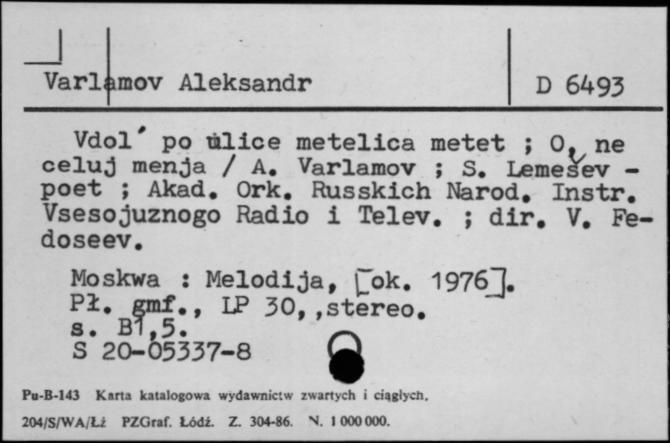 Varlamov Aleksandr
D 6493
Vdol' po ulice metelica metet ; O, ne
celuj menja / A. Varlamov ; S. Lemešev -
poet ; Akad. Ork. Russkich Narod. Instr.
Vsesojuznogo Radio i Telev. ; dir. V. Fe-
doseev.
Moskwa : Melodija, [ok. 1976].
Pł. gmf., LP 30,,stereo.
s. B1,5.
S 20-05337-8
Pu-B-143 Karta katalogowa wydawnictw zwartych i ciągłych.
204/S/WA/Łż PZGraf. Łódź. Z. 304-86. N. 1 000 000.